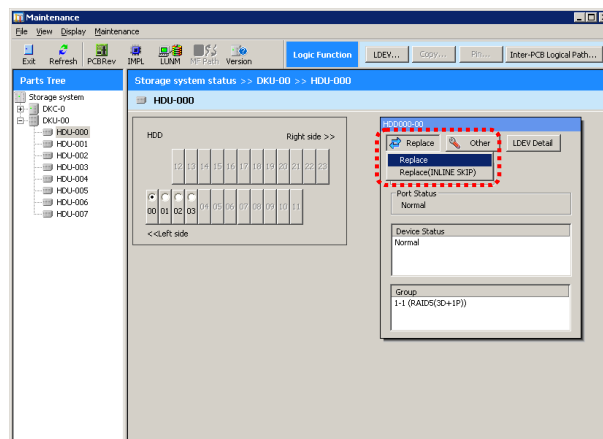 Maintenance
File View Display Maintenance
Exit Refresh PCBRev IMPL LUNM MF Path Version Logic Function LDEV... Copy... Pin... Inter-PCB Logical Path...
Parts Tree
Storage system status >> DKU-00 >> HDU-000
Storage system
DKC-0
DKU-00
HDU-000
HDU-001
HDU-002
HDU-003
HDU-004
HDU-005
HDU-006
HDU-007
HDU-000
HDD Right side >>
12 13 14 15 16 17 18 19 20 21 22 23
00 01 02 03 04 05 06 07 08 09 10 11
<<Left side
HDD000-00
Replace Other LDEV Detail
Replace
Replace(INLINE SKIP)
Port Status
Normal
Device Status
Normal
Group
1-1 (RAID5(3D+1P))